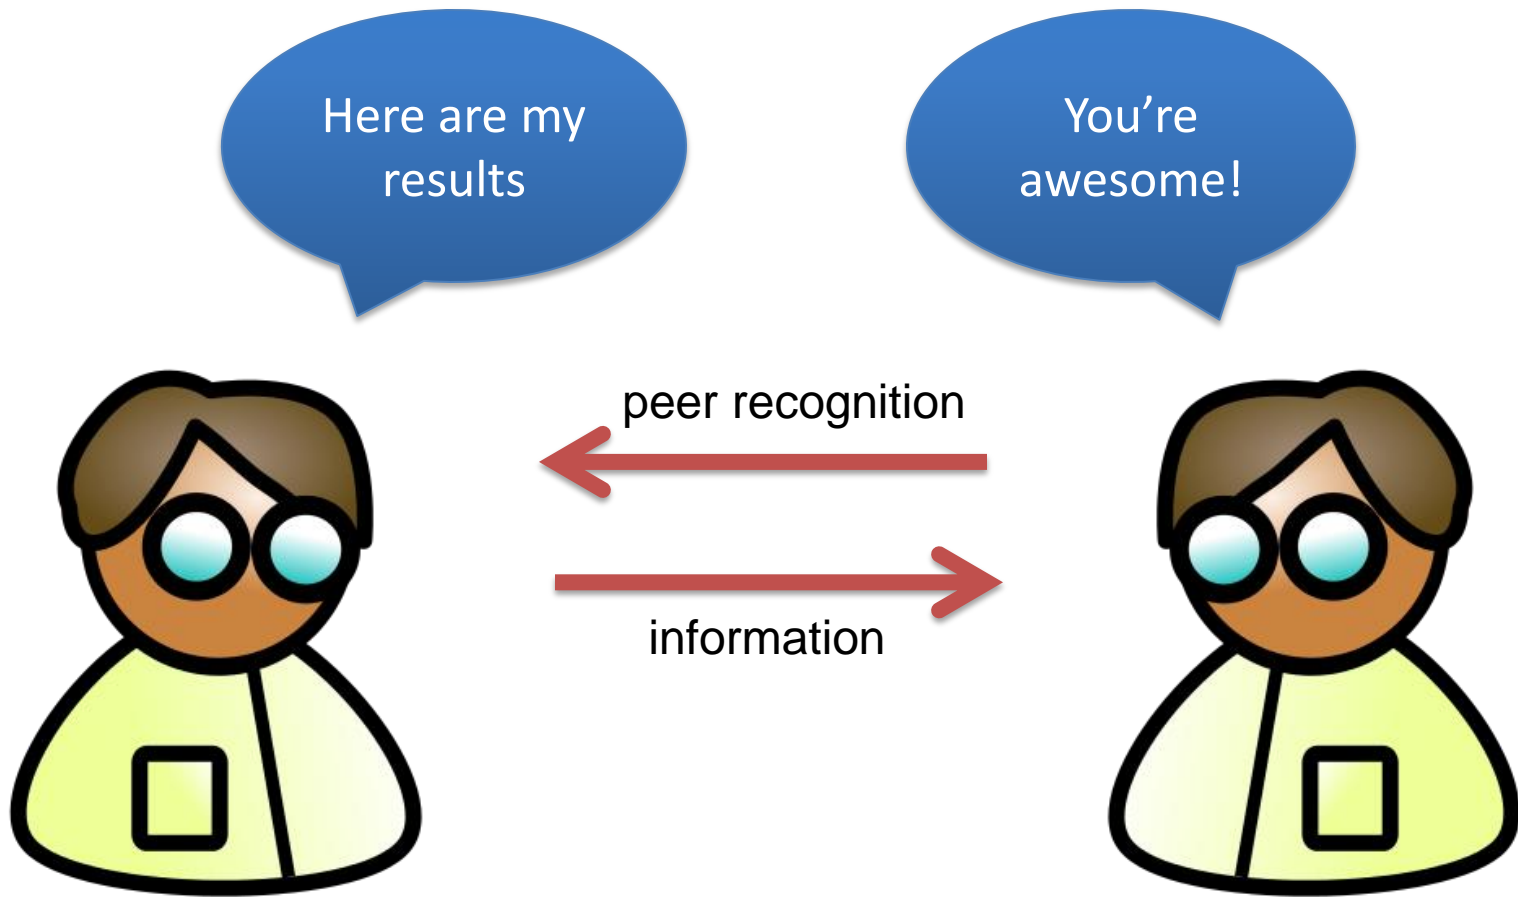 Here are my
results
You’re
awesome!
peer recognition
information